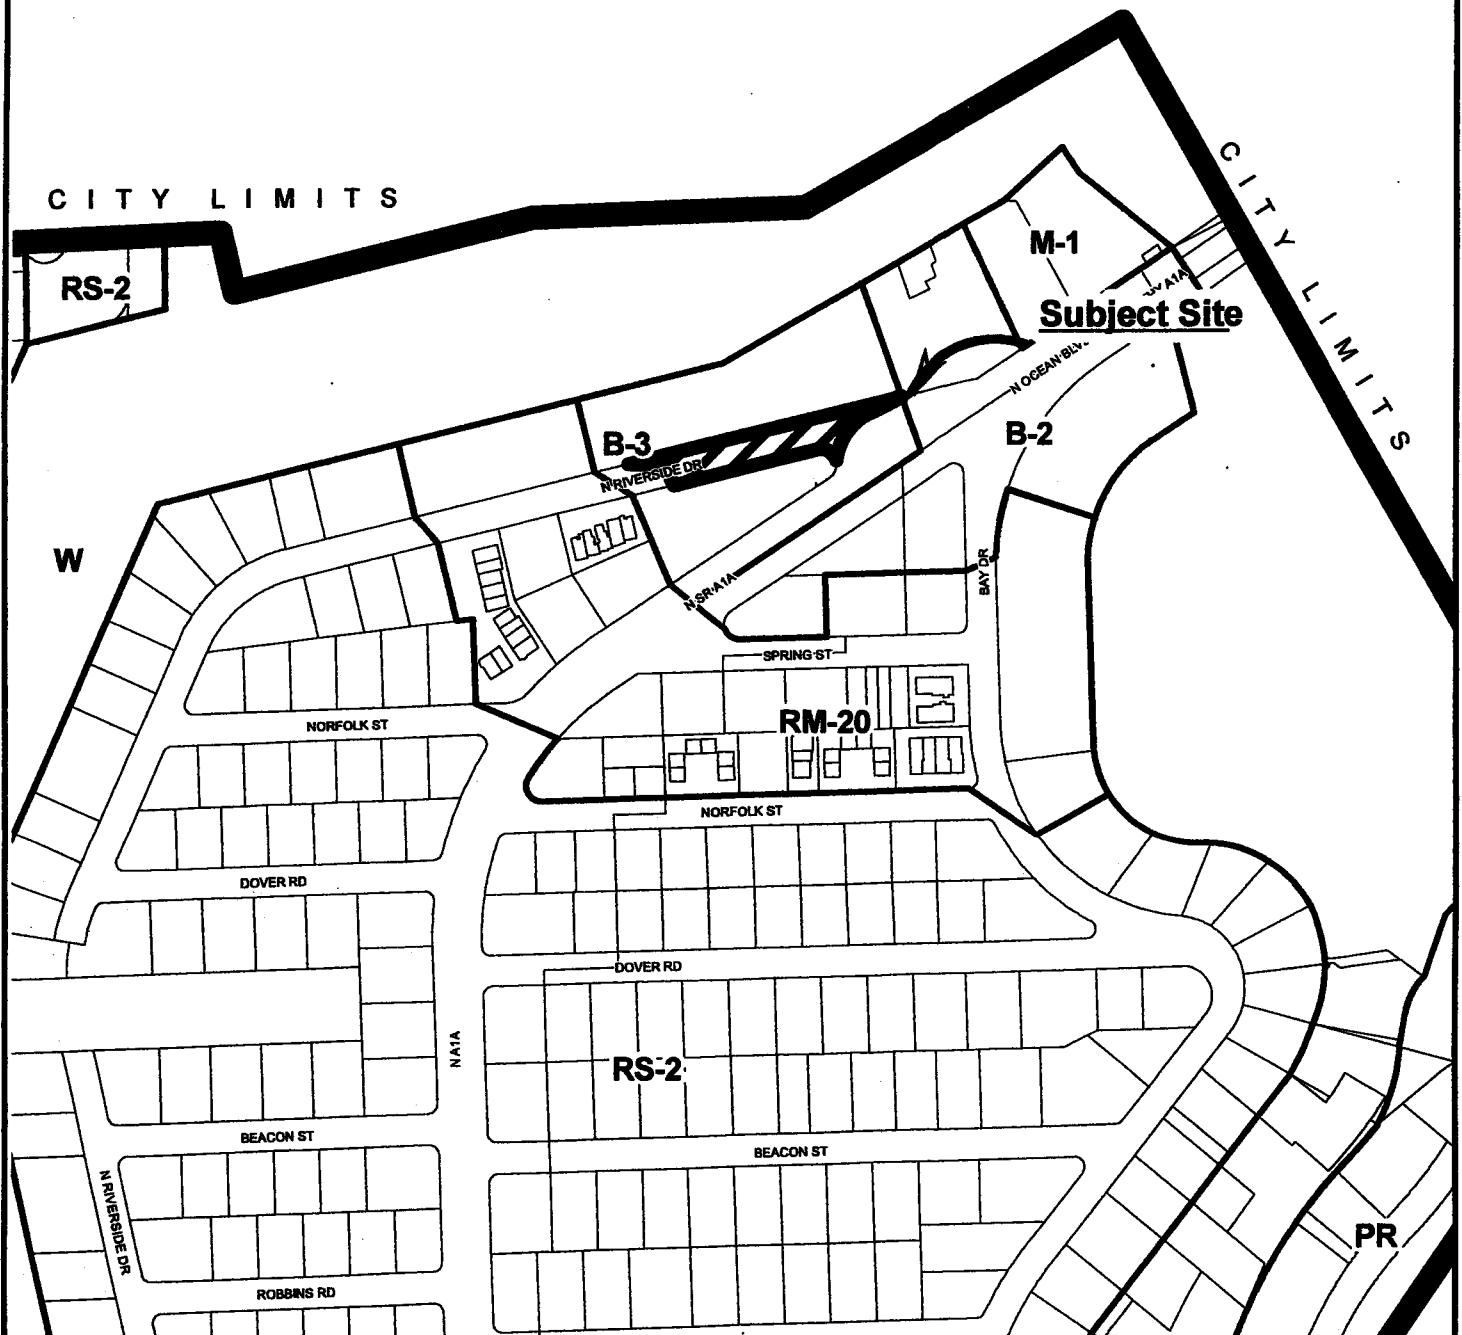 CITY LIMITS
CITY LIMITS
RS-2
M-1
Subject Site
N OCEAN BLV
A1A
B-3
N RIVERSIDE DR
B-2
W
N SR A1A
BAY DR
SPRING ST
NORFOLK ST
RM-20
NORFOLK ST
DOVER RD
DOVER RD
N A1A
RS-2
BEACON ST
BEACON ST
N RIVERSIDE DR
PR
ROBBINS RD